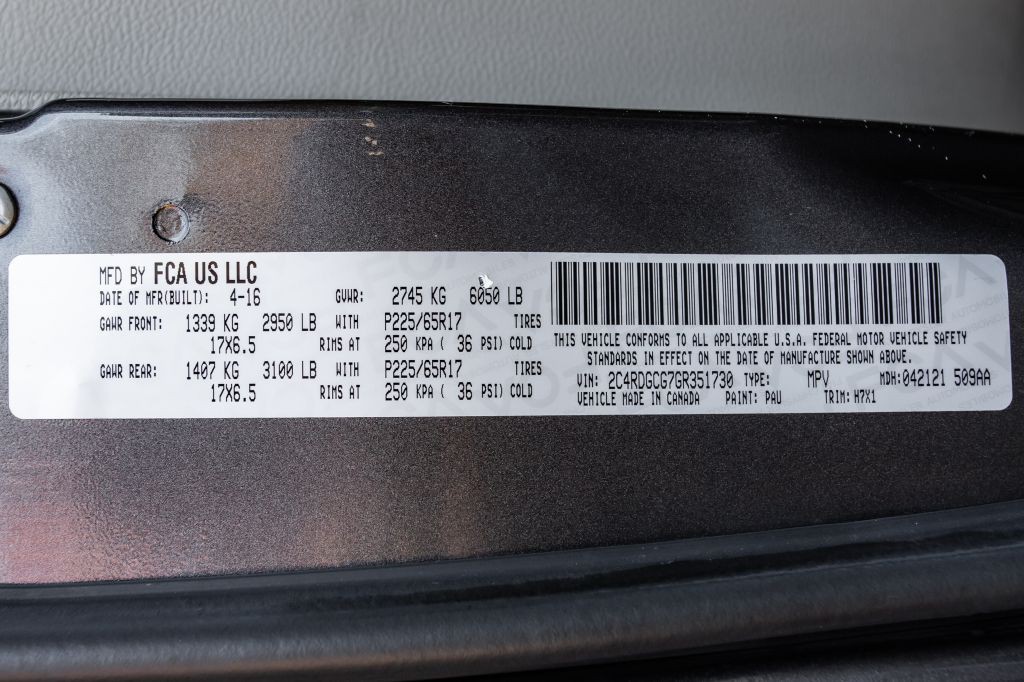 MFD BY FCA US LLC
DATE OF MFR(BUILT): 4-16 GVWR: 2745 KG 6050 LB
GAWR FRONT: 1339 KG 2950 LB WITH P225/65R17 TIRES
17X6.5 RIMS AT 250 KPA ( 36 PSI) COLD
GAWR REAR: 1407 KG 3100 LB WITH P225/65R17 TIRES
17X6.5 RIMS AT 250 KPA ( 36 PSI) COLD
THIS VEHICLE CONFORMS TO ALL APPLICABLE U.S.A. FEDERAL MOTOR VEHICLE SAFETY
STANDARDS IN EFFECT ON THE DATE OF MANUFACTURE SHOWN ABOVE.
VIN: 2C4RDGCG7GR351730 TYPE: MPV MDH:042121 509AA
VEHICLE MADE IN CANADA PAINT: PAU TRIM: H7X1